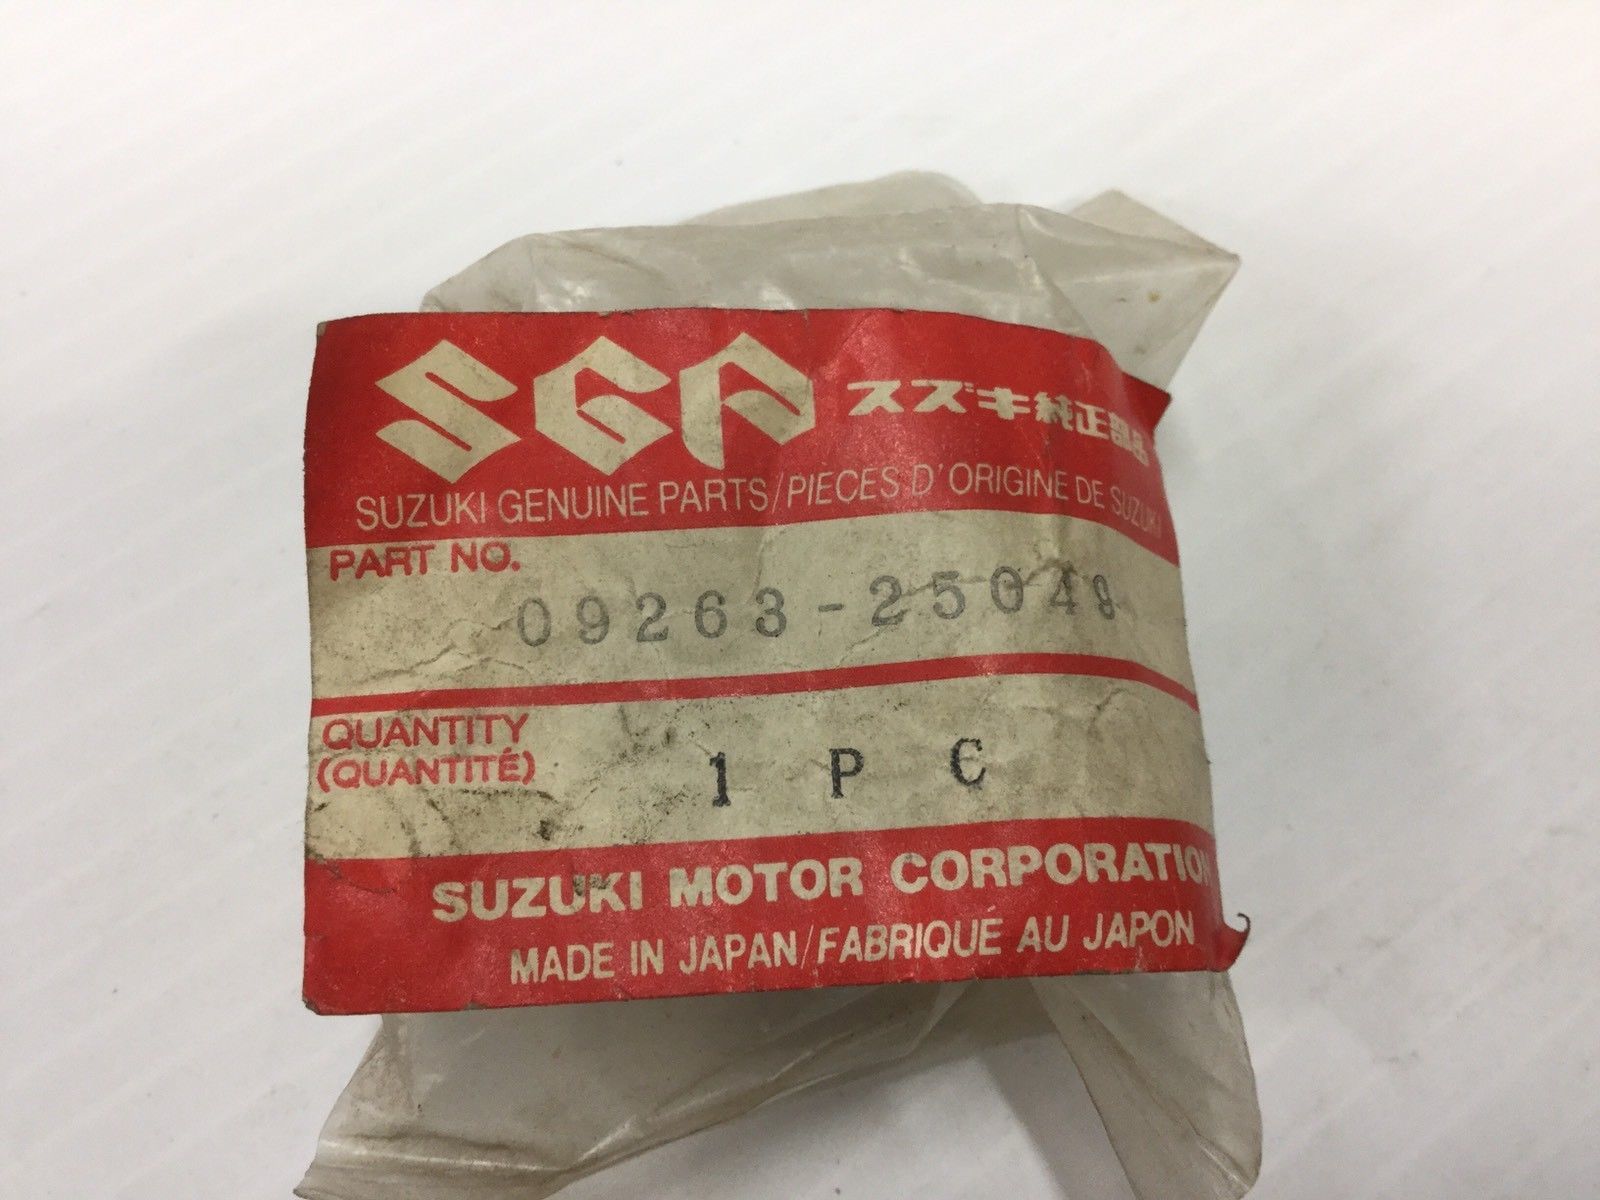 SGP スズキ純正部品
SUZUKI GENUINE PARTS/PIECES D'ORIGINE DE SUZUKI
PART NO.
09263-25049
QUANTITY
(QUANTITÉ)
1 P C
SUZUKI MOTOR CORPORATION
MADE IN JAPAN/FABRIQUÉ AU JAPON